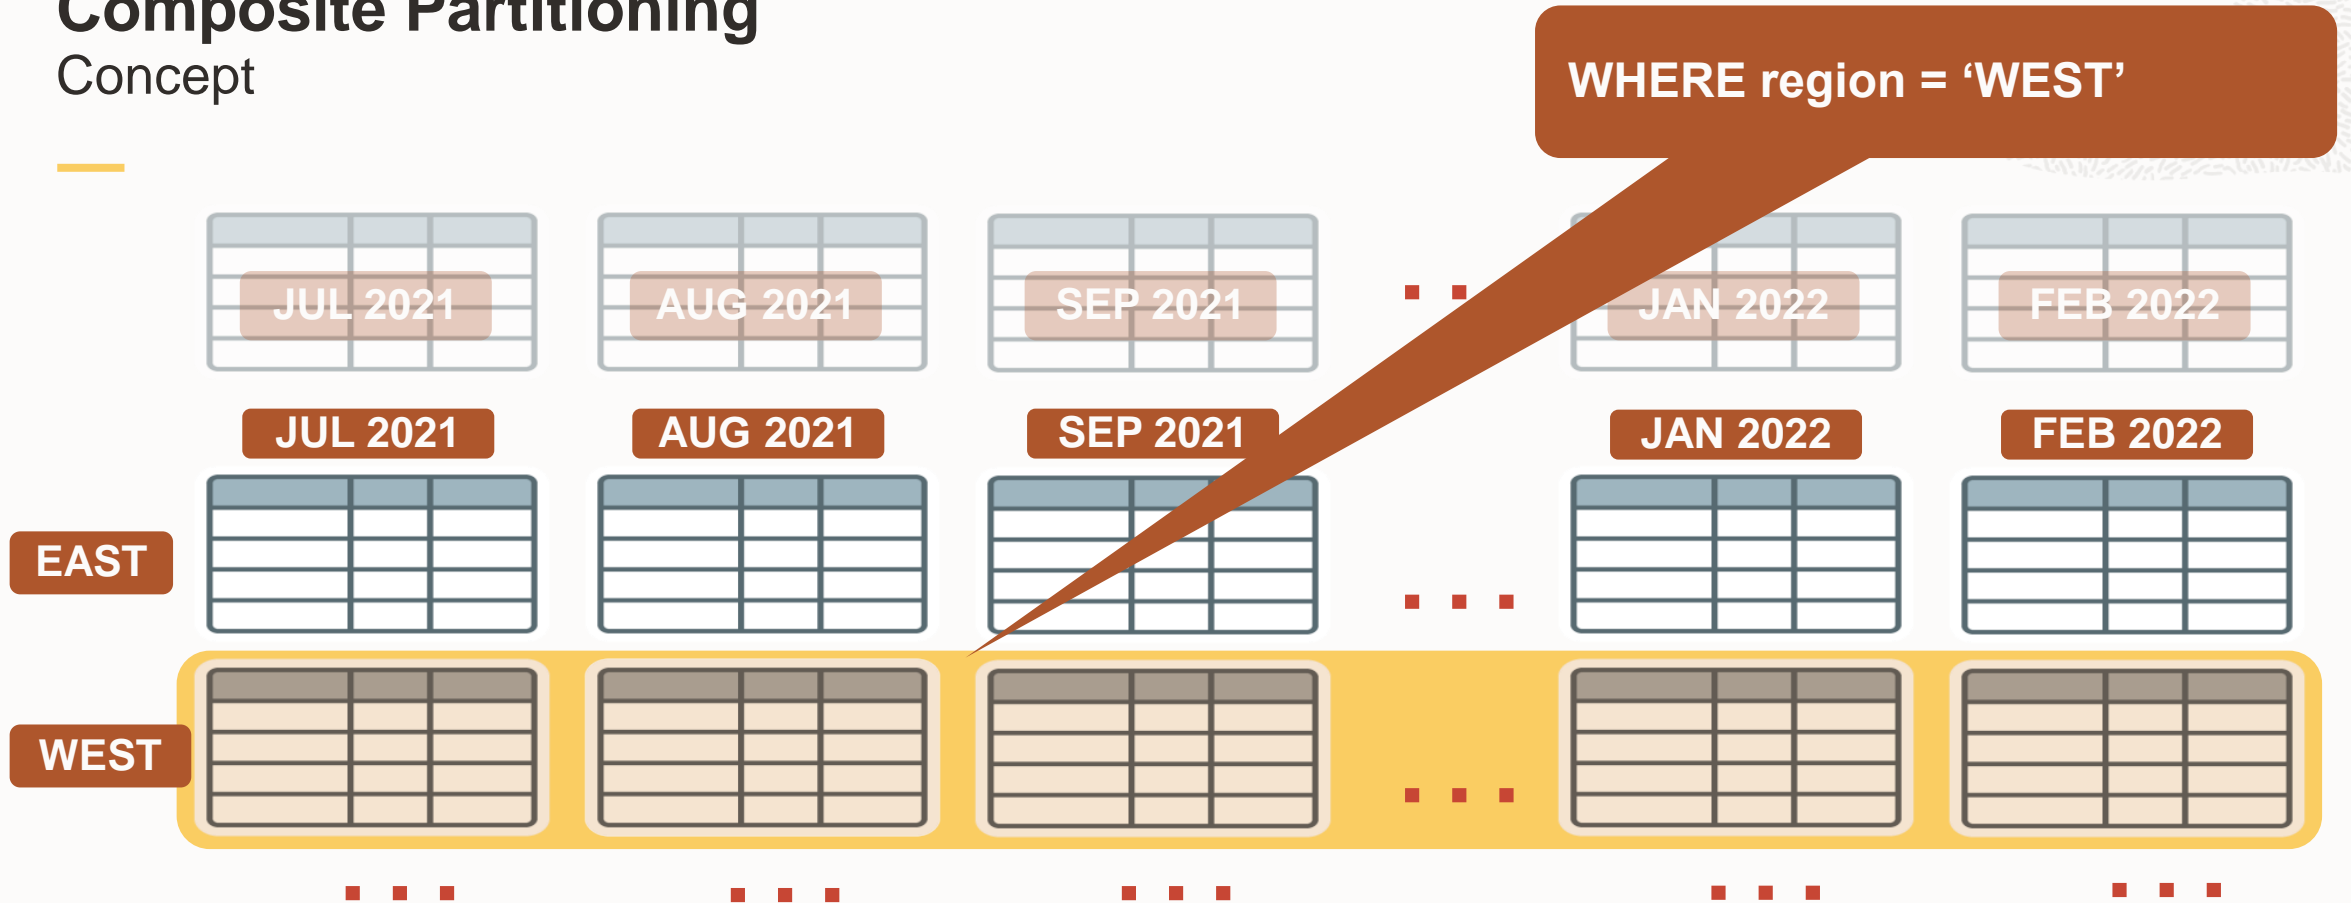 Composite Partitioning
Concept
WHERE region = ‘WEST’
JUL 2021
AUG 2021
SEP 2021
JAN 2022
FEB 2022
JUL 2021
AUG 2021
SEP 2021
JAN 2022
FEB 2022
EAST
WEST